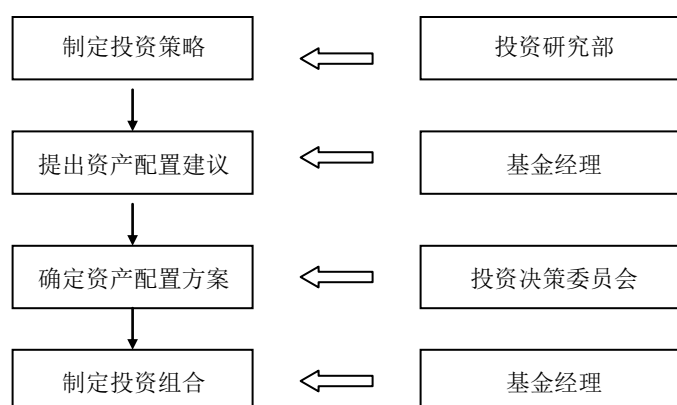 制定投资策略
投资研究部
提出资产配置建议
基金经理
确定资产配置方案
投资决策委员会
制定投资组合
基金经理